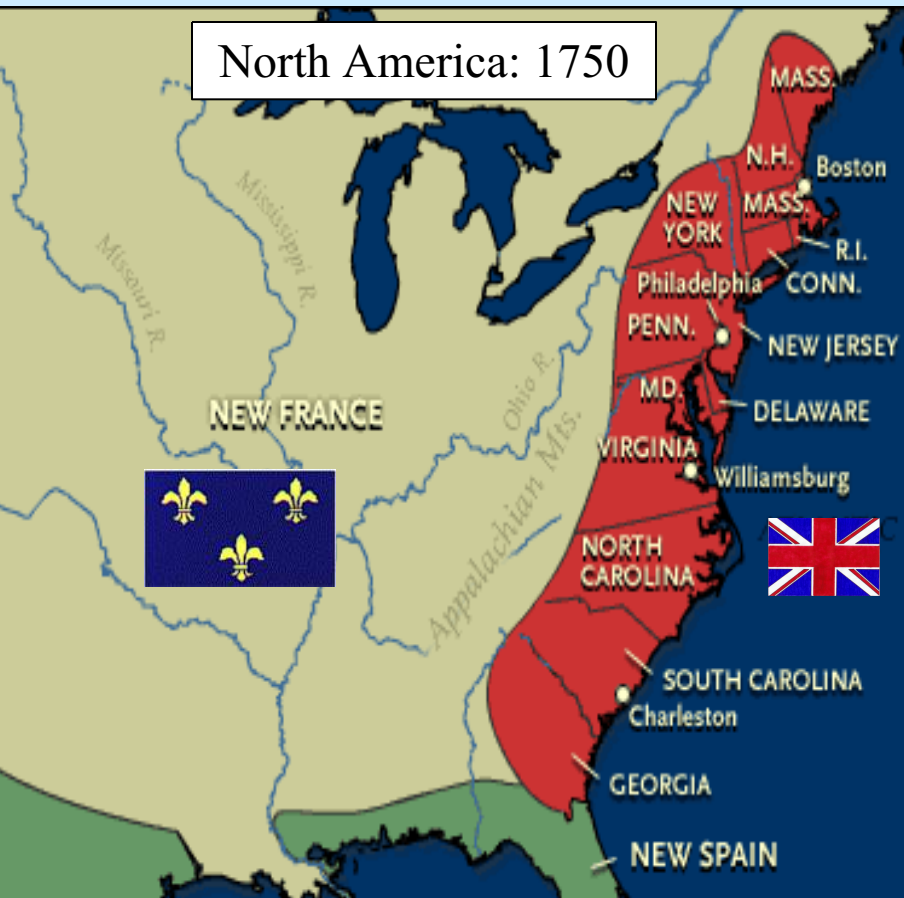 North America: 1750
MASS.
N.H.
Boston
NEW
YORK
MASS.
R.I.
CONN.
Philadelphia
PENN.
NEW JERSEY
MD.
DELAWARE
VIRGINIA
Williamsburg
NORTH
CAROLINA
SOUTH CAROLINA
Charleston
GEORGIA
NEW SPAIN
Mississippi R.
Missouri R.
NEW FRANCE
Ohio R.
Appalachian Mts.